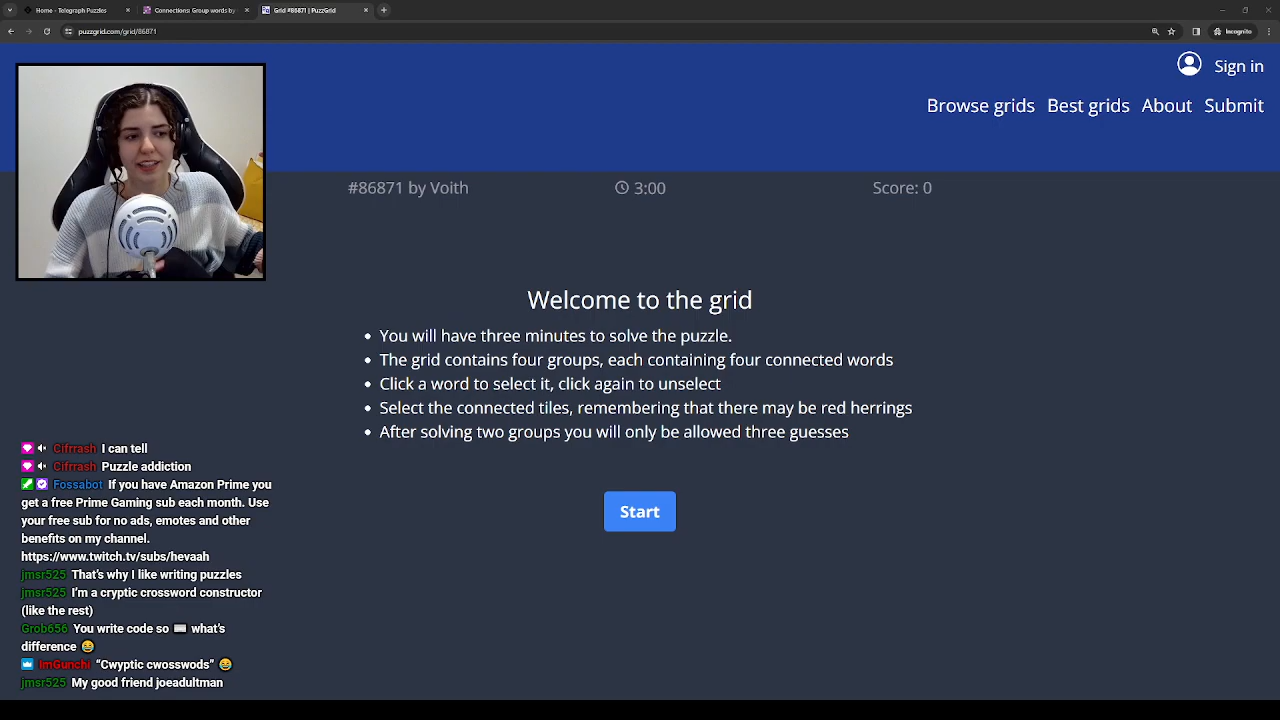 Home - Telegraph Puzzles
Connections: Group words by
Grid #86871 | PuzzGrid
puzzgrid.com/grid/86871
Incognito
Sign in
Browse grids Best grids About Submit
#86871 by Voith
3:00
Score: 0
Welcome to the grid
• You will have three minutes to solve the puzzle.
• The grid contains four groups, each containing four connected words
• Click a word to select it, click again to unselect
• Select the connected tiles, remembering that there may be red herrings
• After solving two groups you will only be allowed three guesses
Start
Cifrrash I can tell
Cifrrash Puzzle addiction
Fossabot If you have Amazon Prime you
get a free Prime Gaming sub each month. Use
your free sub for no ads, emotes and other
benefits on my channel.
https://www.twitch.tv/subs/hevaah
jmsr525 That's why I like writing puzzles
jmsr525 I'm a cryptic crossword constructor
(like the rest)
Grob656 You write code so what's
difference 😂
ImGunchi “Cwyptic cwosswods” 😂
jmsr525 My good friend joeadultman